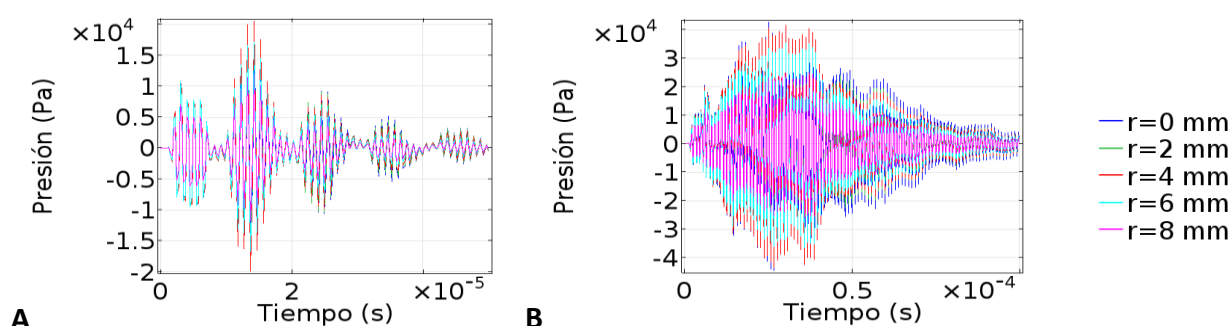 ×10⁴
1.5
1
0.5
0
-0.5
-1
-1.5
-2
Presión (Pa)
0
2
×10⁻⁵
Tiempo (s)
A
×10⁴
3
2
1
0
-1
-2
-3
-4
Presión (Pa)
0
0.5
×10⁻⁴
Tiempo (s)
B
r=0 mm
r=2 mm
r=4 mm
r=6 mm
r=8 mm